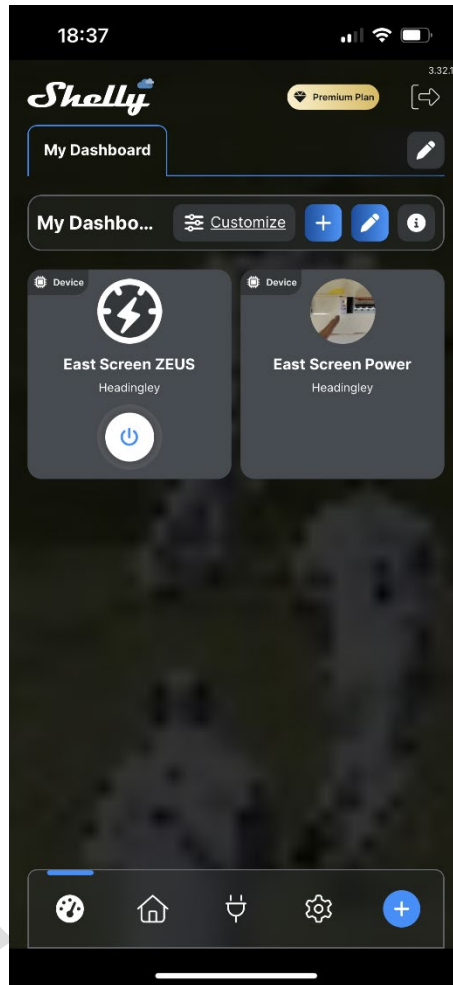 18:37
3.32.1
Shelly
Premium Plan
My Dashboard
My Dashbo...
Customize
Device
Device
East Screen ZEUS
East Screen Power
Headingley
Headingley